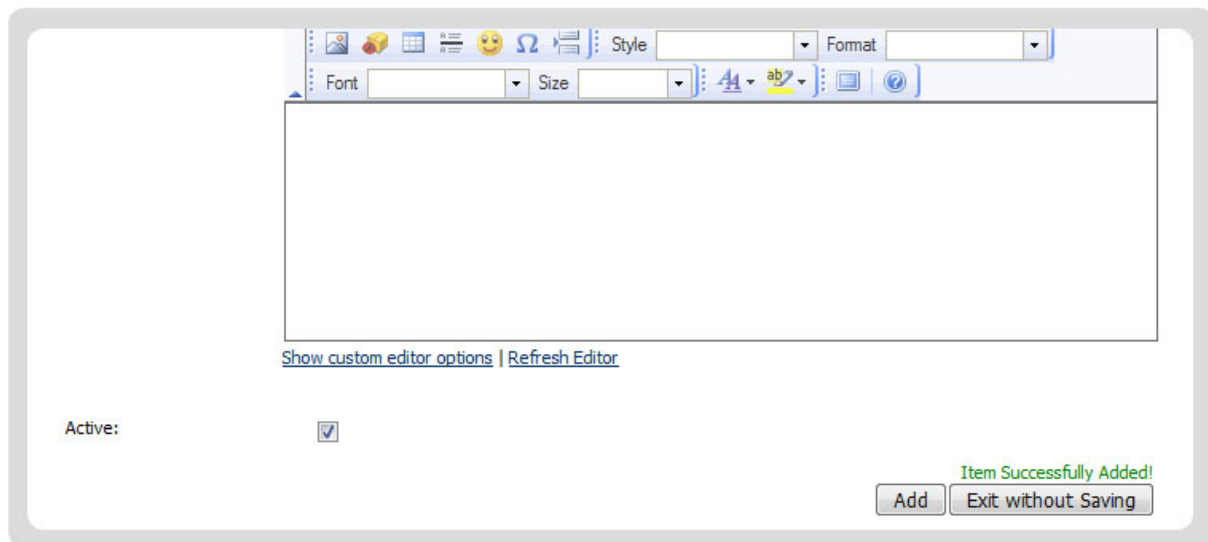 Style Format
Font Size
Show custom editor options | Refresh Editor
Active:
Item Successfully Added!
Add Exit without Saving